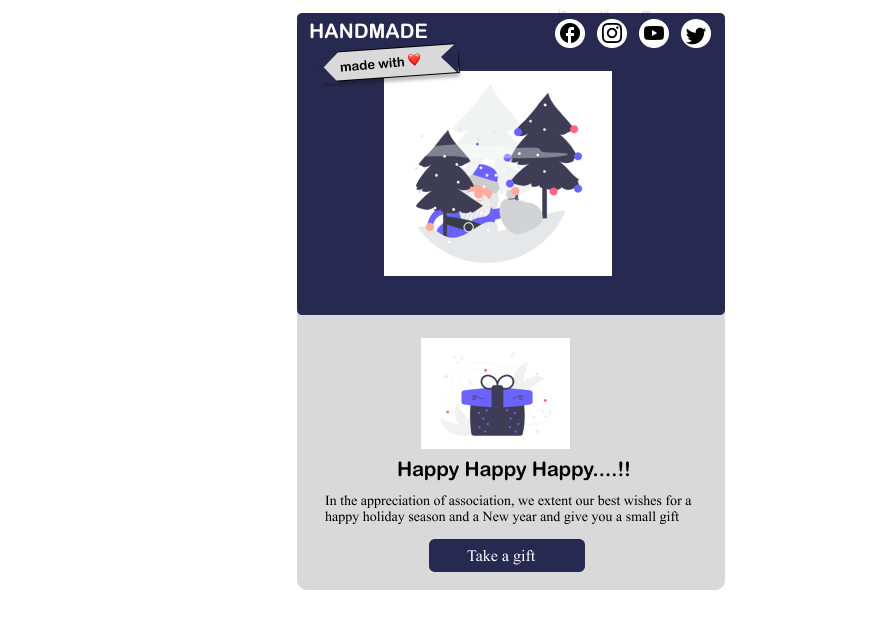 HANDMADE
made with ❤️
Happy Happy Happy....!!
In the appreciation of association, we extent our best wishes for a
happy holiday season and a New year and give you a small gift
Take a gift